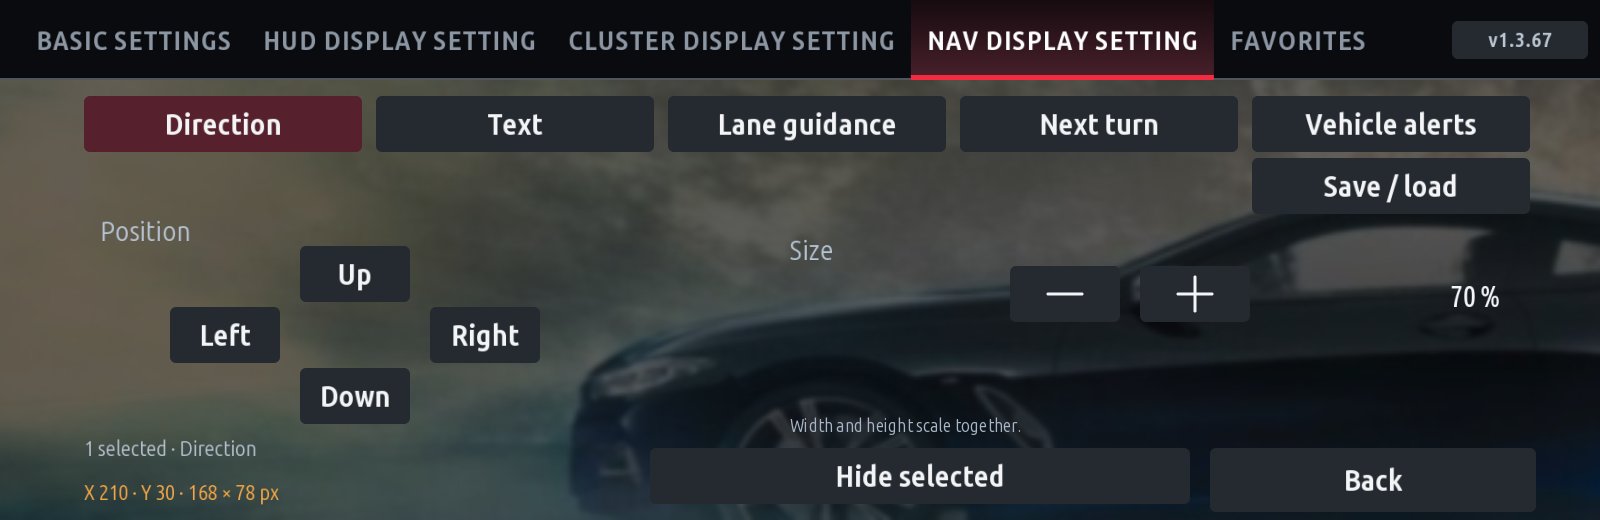 BASIC SETTINGS HUD DISPLAY SETTING CLUSTER DISPLAY SETTING NAV DISPLAY SETTING FAVORITES v1.3.67
Direction Text Lane guidance Next turn Vehicle alerts
Save / load
Position
Size
Up
70 %
Left Right
Down
Width and height scale together.
1 selected · Direction
Hide selected Back
X 210 · Y 30 · 168 × 78 px